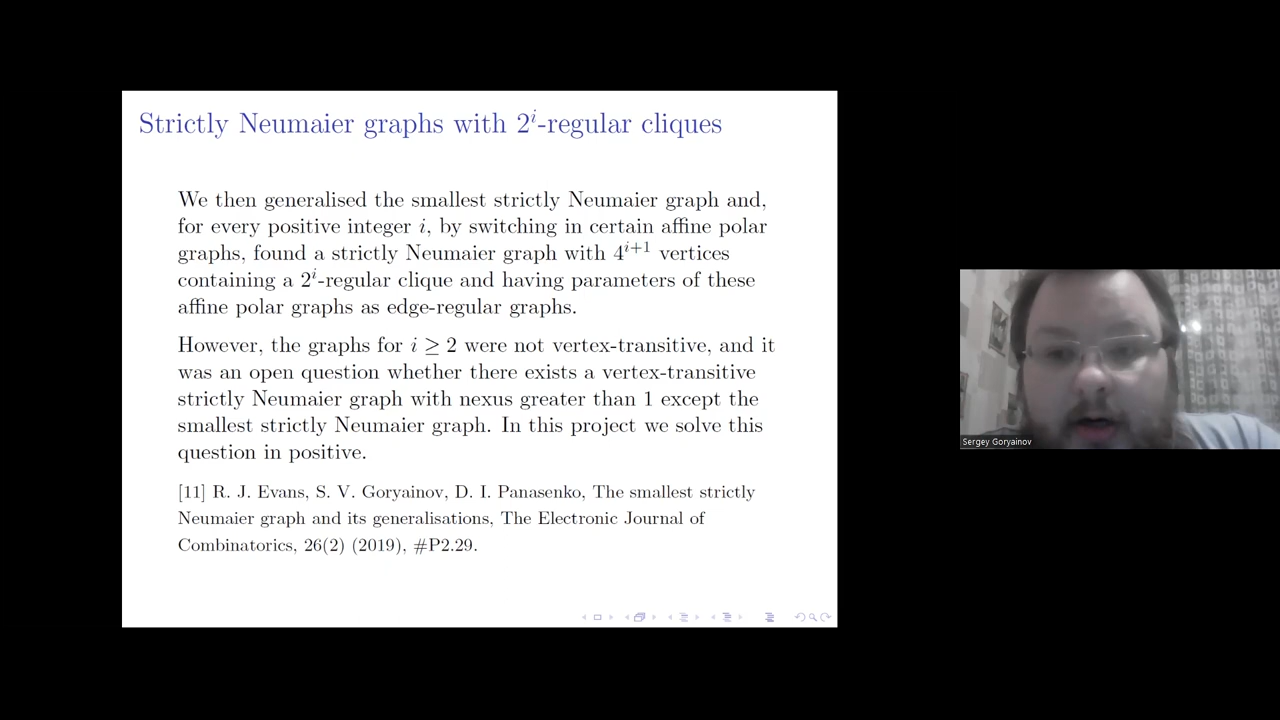 Strictly Neumaier graphs with 2^i-regular cliques
We then generalised the smallest strictly Neumaier graph and,
for every positive integer i, by switching in certain affine polar
graphs, found a strictly Neumaier graph with 4^{i+1} vertices
containing a 2^i-regular clique and having parameters of these
affine polar graphs as edge-regular graphs.
However, the graphs for i ≥ 2 were not vertex-transitive, and it
was an open question whether there exists a vertex-transitive
strictly Neumaier graph with nexus greater than 1 except the
smallest strictly Neumaier graph. In this project we solve this
question in positive.
[11] R. J. Evans, S. V. Goryainov, D. I. Panasenko, The smallest strictly
Neumaier graph and its generalisations, The Electronic Journal of
Combinatorics, 26(2) (2019), #P2.29.
Sergey Goryainov